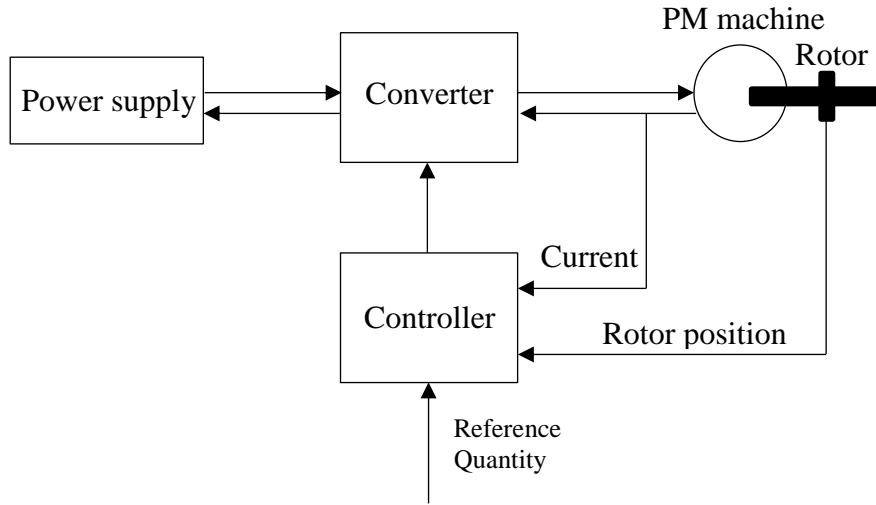 PM machine
Rotor
Power supply
Converter
Current
Controller
Rotor position
Reference
Quantity